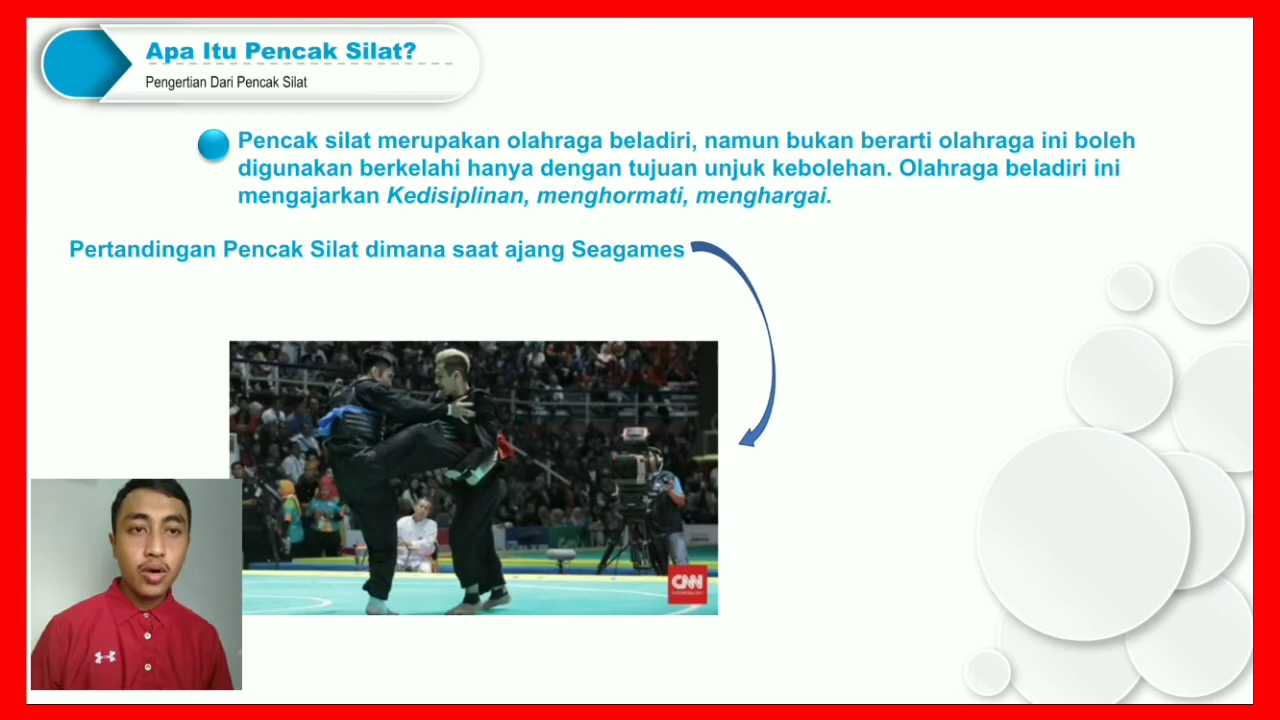 Apa Itu Pencak Silat?
Pengertian Dari Pencak Silat
Pencak silat merupakan olahraga beladiri, namun bukan berarti olahraga ini boleh
digunakan berkelahi hanya dengan tujuan unjuk kebolehan. Olahraga beladiri ini
mengajarkan Kedisiplinan, menghormati, menghargai.
Pertandingan Pencak Silat dimana saat ajang Seagames
CNN